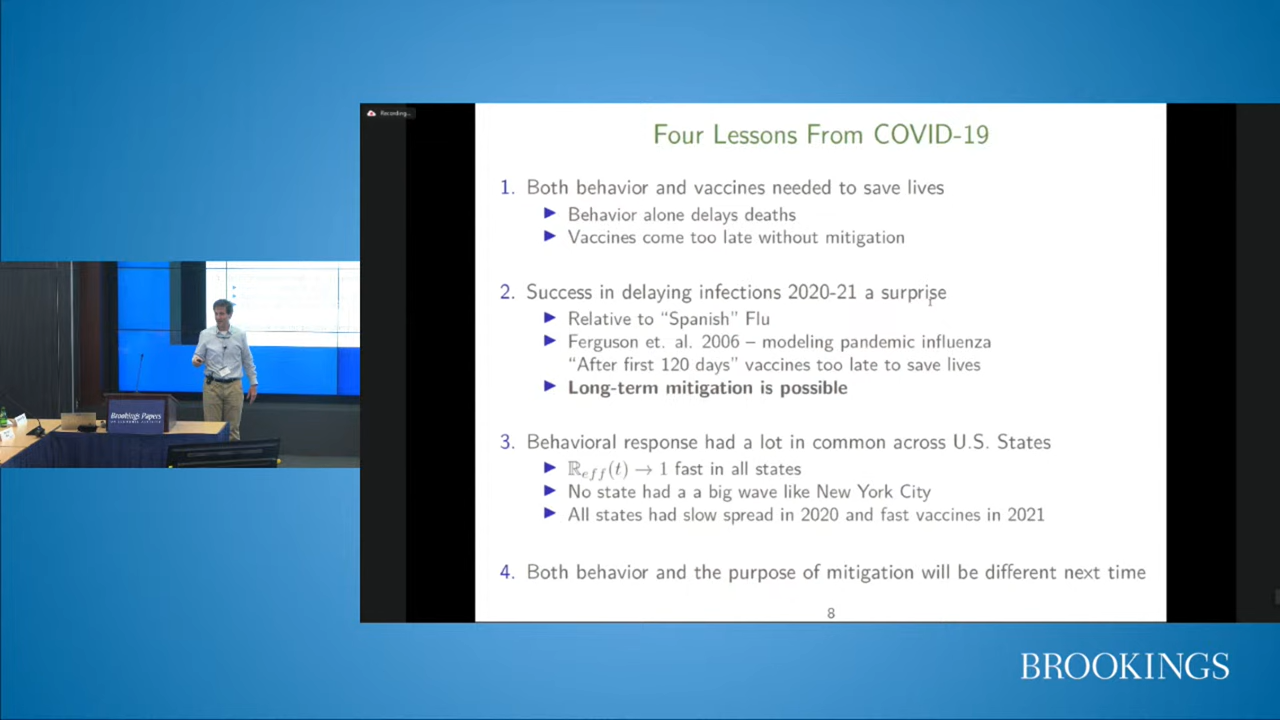 Recording...
Four Lessons From COVID-19
1. Both behavior and vaccines needed to save lives
▶ Behavior alone delays deaths
▶ Vaccines come too late without mitigation
2. Success in delaying infections 2020-21 a surprise
▶ Relative to “Spanish” Flu
▶ Ferguson et. al. 2006 – modeling pandemic influenza
“After first 120 days” vaccines too late to save lives
▶ Long-term mitigation is possible
3. Behavioral response had a lot in common across U.S. States
▶ ℝeff(t) → 1 fast in all states
▶ No state had a a big wave like New York City
▶ All states had slow spread in 2020 and fast vaccines in 2021
4. Both behavior and the purpose of mitigation will be different next time
8
Brookings Papers
BROOKINGS